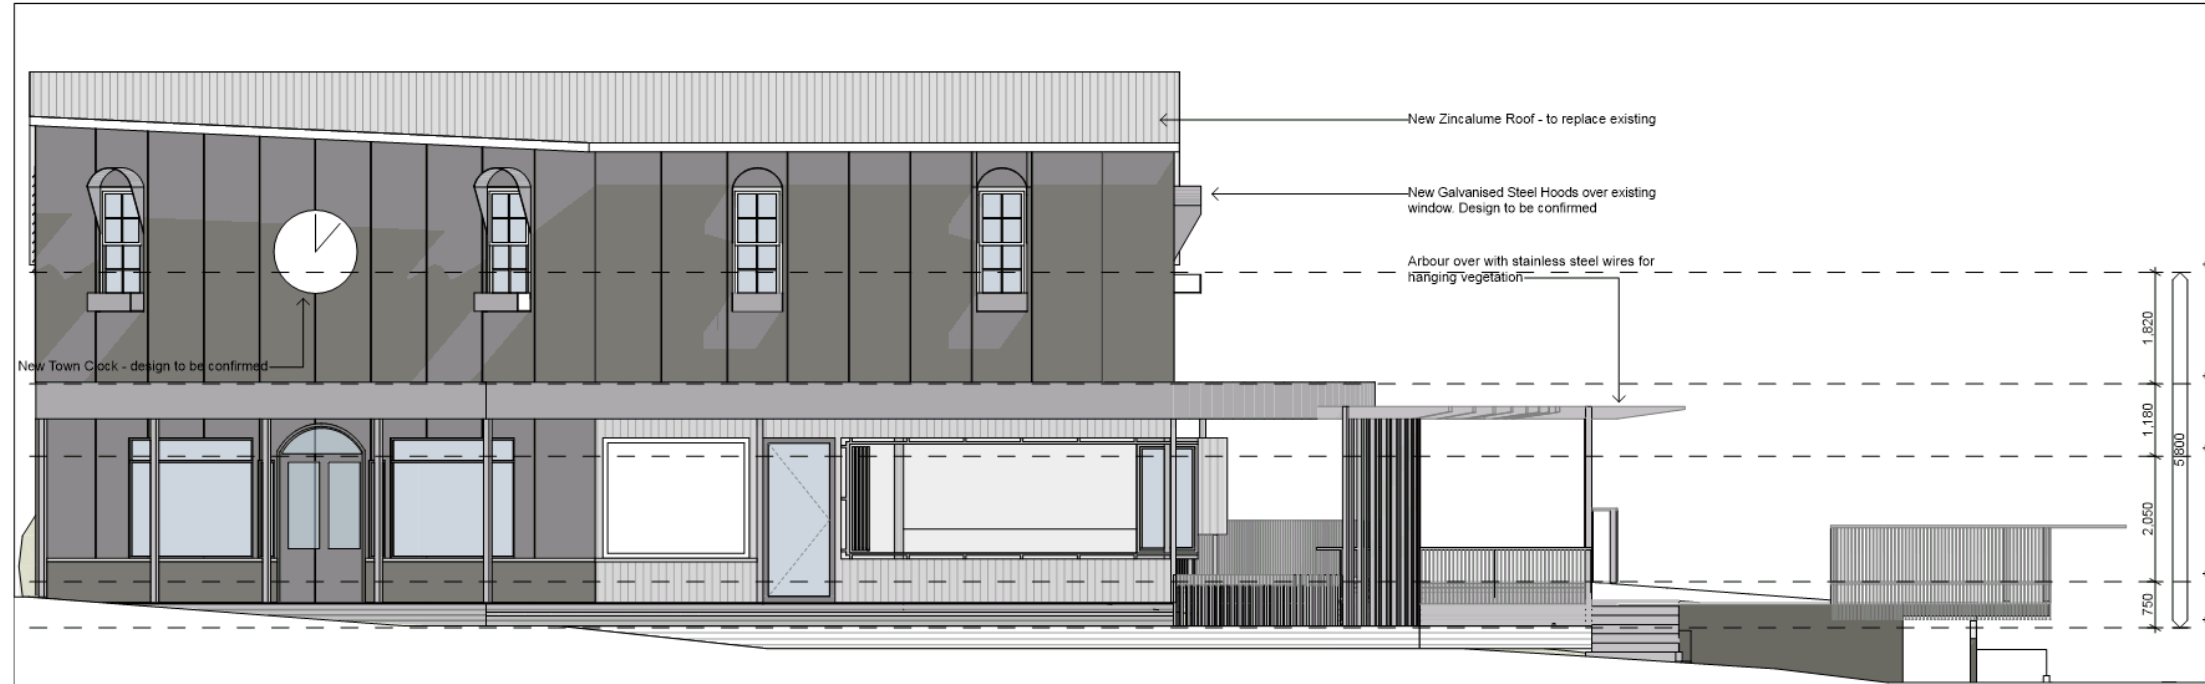 New Zincalume Roof - to replace existing
New Galvanised Steel Hoods over existing
window. Design to be confirmed
Arbour over with stainless steel wires for
hanging vegetation
New Town Clock - design to be confirmed
1,820
1,180
2,050
750
5,800